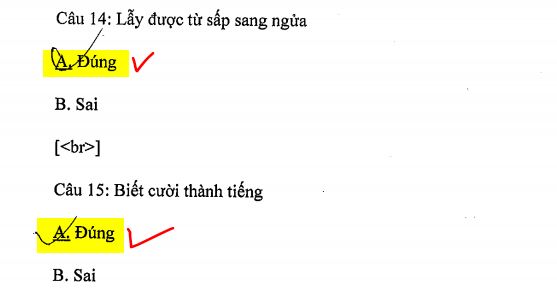 Câu 14: Lẫy được từ sấp sang ngửa
A. Đúng
B. Sai
[<br>]
Câu 15: Biết cười thành tiếng
A. Đúng
B. Sai